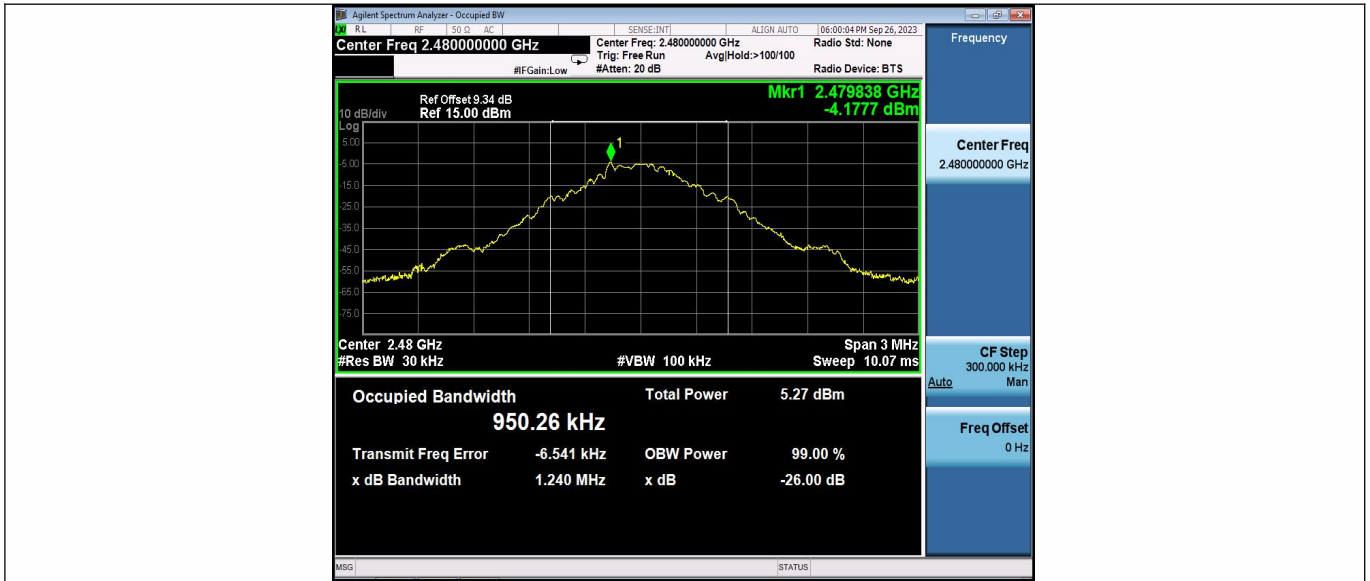 Agilent Spectrum Analyzer - Occupied BW
LXI RL RF 50 Ω AC SENSE:INT ALIGN AUTO 06:00:04 PM Sep 26, 2023
Center Freq 2.480000000 GHz
Center Freq: 2.480000000 GHz Radio Std: None
Trig: Free Run Avg|Hold:>100/100
#IFGain:Low #Atten: 20 dB Radio Device: BTS
Mkr1 2.479838 GHz
-4.1777 dBm
Ref Offset 9.34 dB
10 dB/div Ref 15.00 dBm
Log
1
5.00
-5.00
-15.0
-25.0
-35.0
-45.0
-55.0
-65.0
-75.0
Center 2.48 GHz Span 3 MHz
#Res BW 30 kHz #VBW 100 kHz Sweep 10.07 ms
Occupied Bandwidth Total Power 5.27 dBm
950.26 kHz
Transmit Freq Error -6.541 kHz OBW Power 99.00 %
x dB Bandwidth 1.240 MHz x dB -26.00 dB
MSG STATUS
Frequency
Center Freq
2.480000000 GHz
CF Step
300.000 kHz
Auto Man
Freq Offset
0 Hz